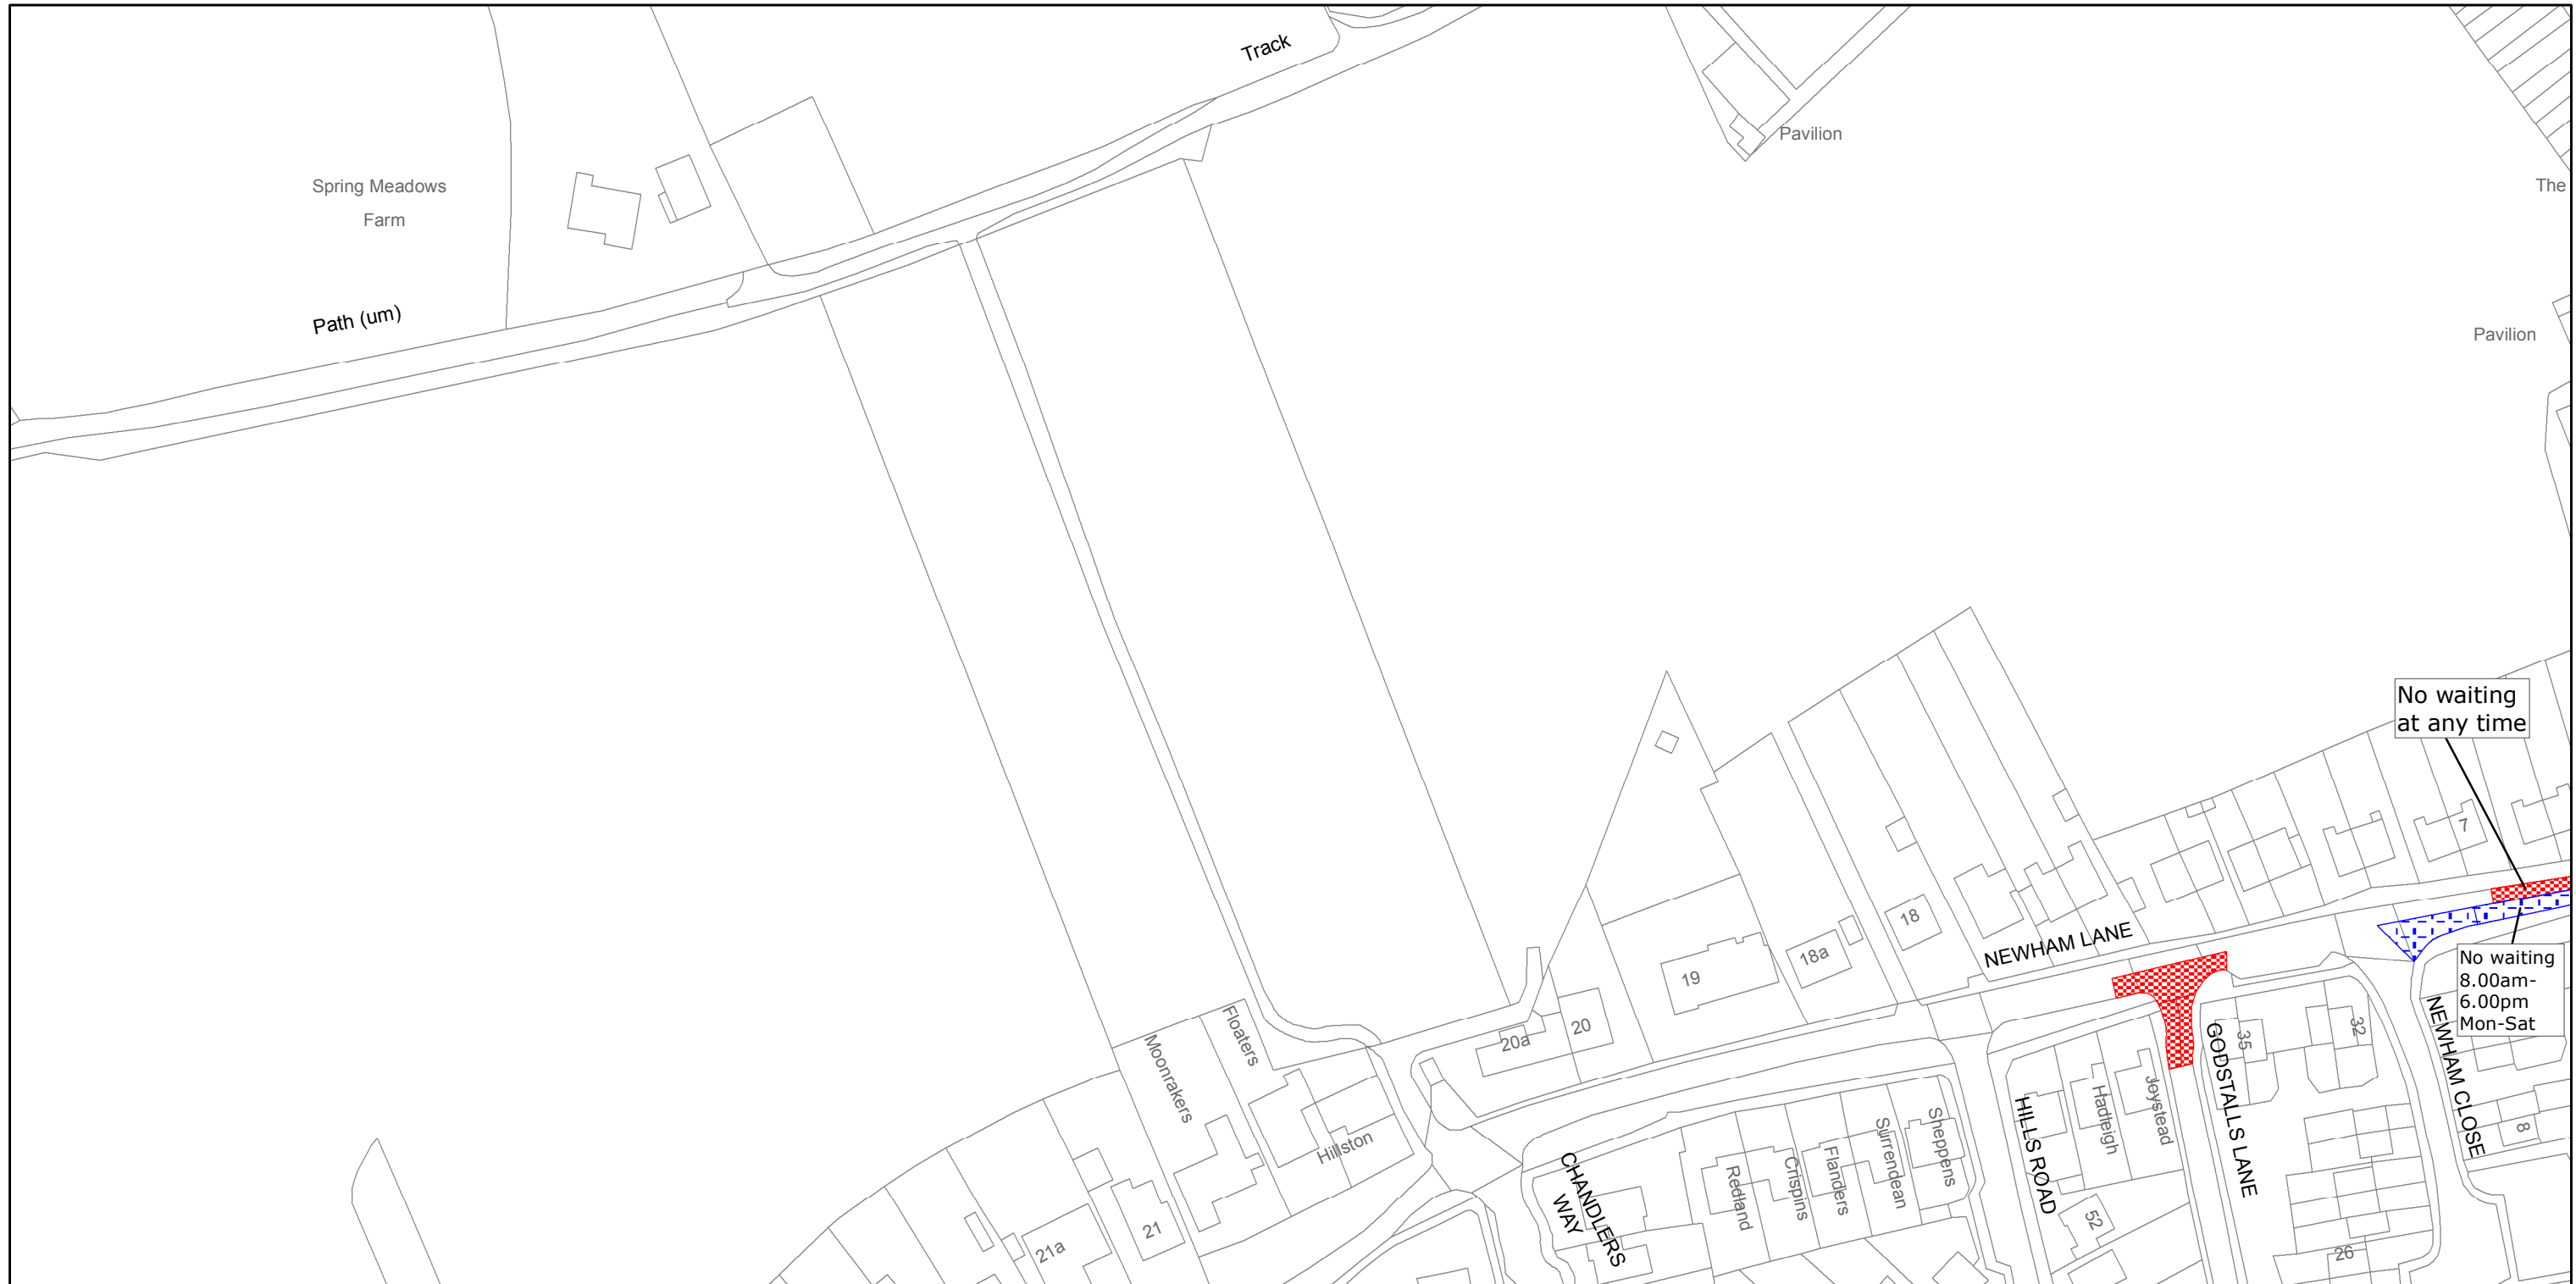 Track
Pavilion
Spring Meadows
Farm
The
Path (um)
Pavilion
No waiting
at any time
7
18
NEWHAM LANE
18a
19
No waiting
8.00am-
6.00pm
Mon-Sat
20
20a
Floaters
Moonrakers
Hillston
21
21a
CHANDLERS
WAY
Redland
Crispins
Flanders
Surrendean
Sheppens
HILLS ROAD
Hadleigh
Joystead
52
GODSTALLS LANE
35
32
26
NEWHAM CLOSE
8